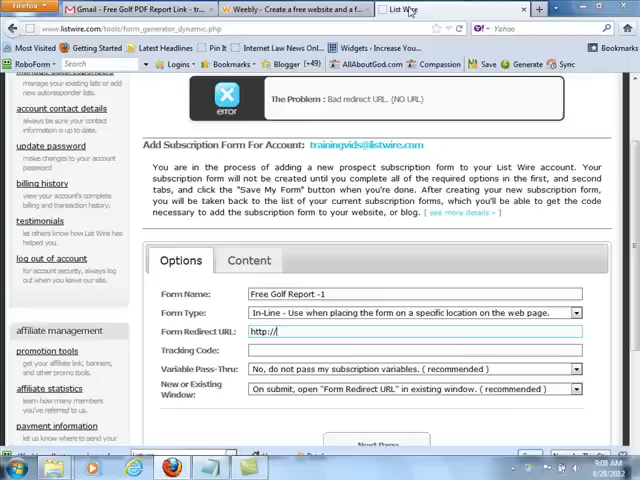 Firefox
Gmail - Free Golf PDF Report Link - tr...
Weebly - Create a free website and a f...
List Wire
www.listwire.com/tools/form_generator_dynamic.php
Yahoo
Most Visited
Getting Started
Pin It
Internet Law News Onli...
Widgets - Increase You...
RoboForm
Search
Logins
Bookmarks
Blogger (+49)
AllAboutGod.com
Compassion
Save
Generate
Sync
make changes to your
existing lists or add
new autoresponder lists.
account contact details
always be sure your
contact information is
up to date.
update password
make changes to your
account password.
billing history
view your account's complete
billing and transaction history.
testimonials
let others know how
List Wire has helped you.
log out of account
for account security, always
log out when you're done.
affiliate management
promotion tools
get your affiliate link, banners,
and other promo tools.
affiliate statistics
learn how many members
you've referred to us.
payment information
let us know where to send your
error
The Problem : Bad redirect URL. (NO URL)
Add Subscription Form For Account: trainingvids@listwire.com
You are in the process of adding a new prospect subscription form to your List Wire account. Your
subscription form will not be created until you complete all of the required options in the first, and second
tabs, and click the "Save My Form" button when you're done. After creating your new subscription form,
you will be taken back to the list of your current subscription forms, which you'll be able to get the code
necessary to add the subscription form to your website, or blog. [ see more details » ]
Options
Content
Form Name: Free Golf Report -1
Form Type: In-Line - Use when placing the form on a specific location on the web page.
Form Redirect URL: http://
Tracking Code:
Variable Pass-Thru: No, do not pass my subscription variables. ( recommended )
New or Existing
Window: On submit, open "Form Redirect URL" in existing window. ( recommended )
Next Page
9:08 AM
4/28/2012